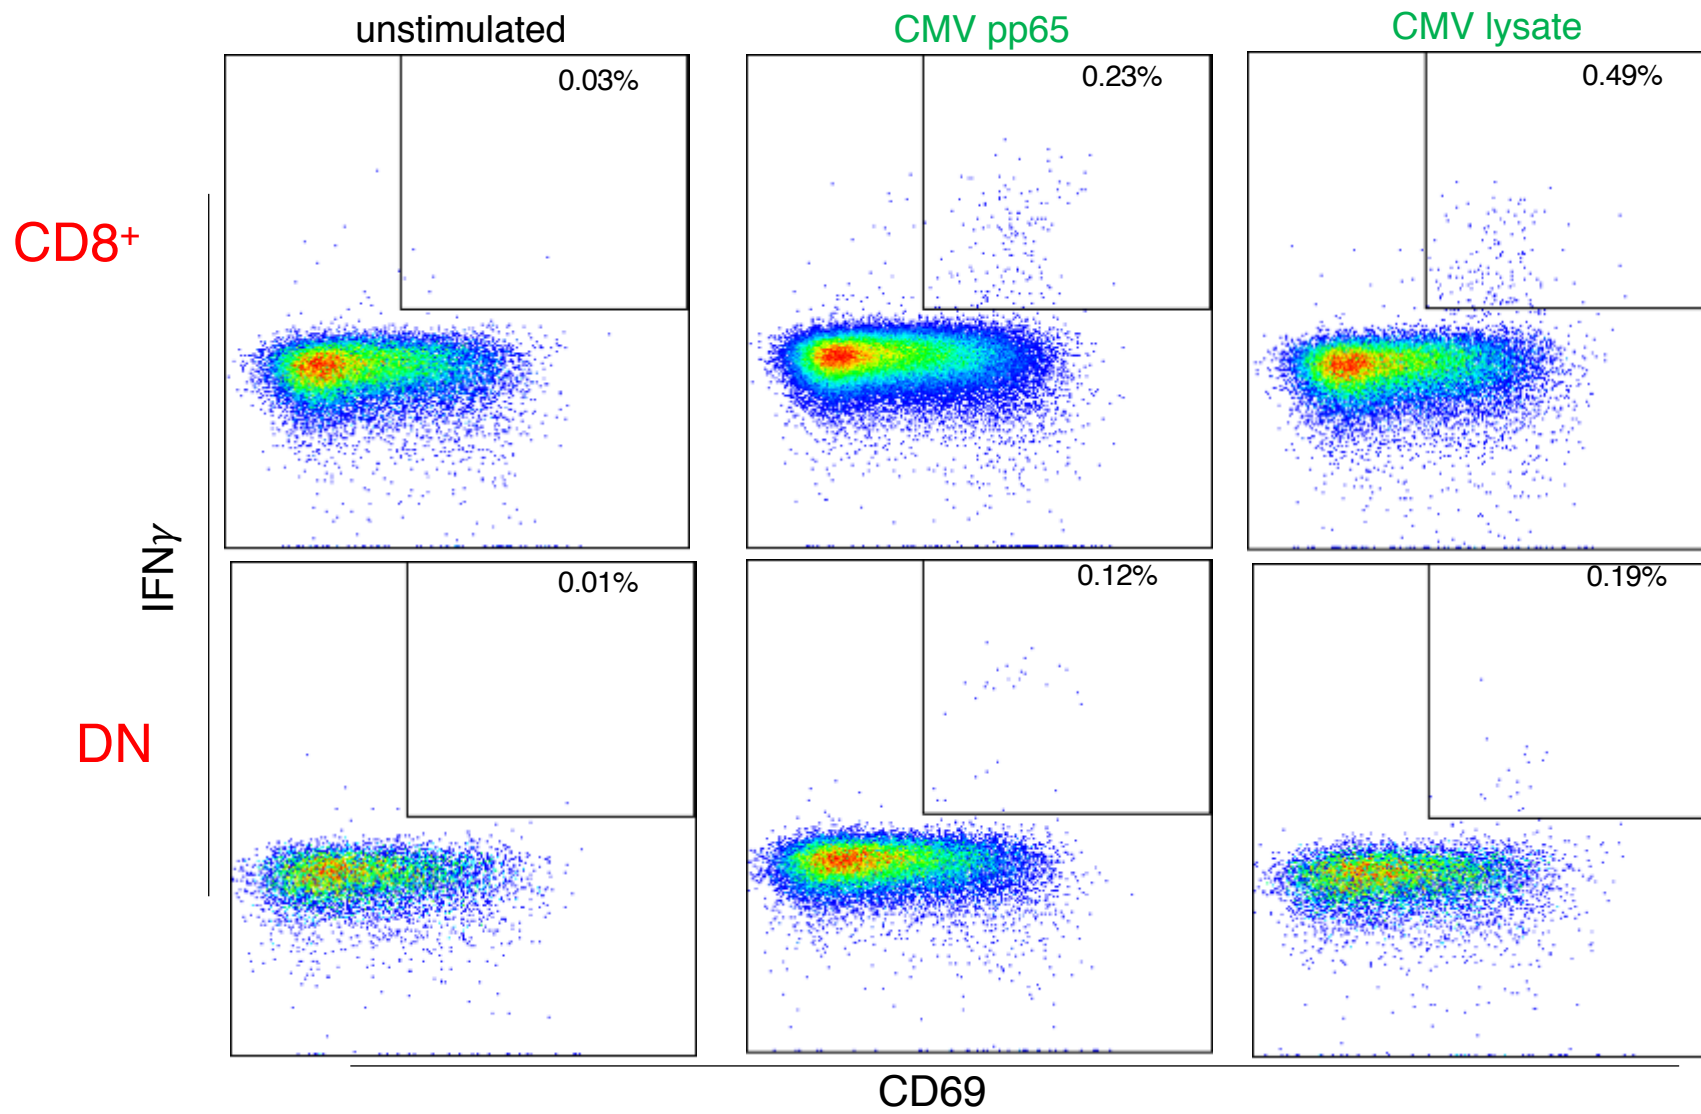 unstimulated
CMV pp65
CMV lysate
CD8⁺
0.03%
0.23%
0.49%
IFNγ
DN
0.01%
0.12%
0.19%
CD69